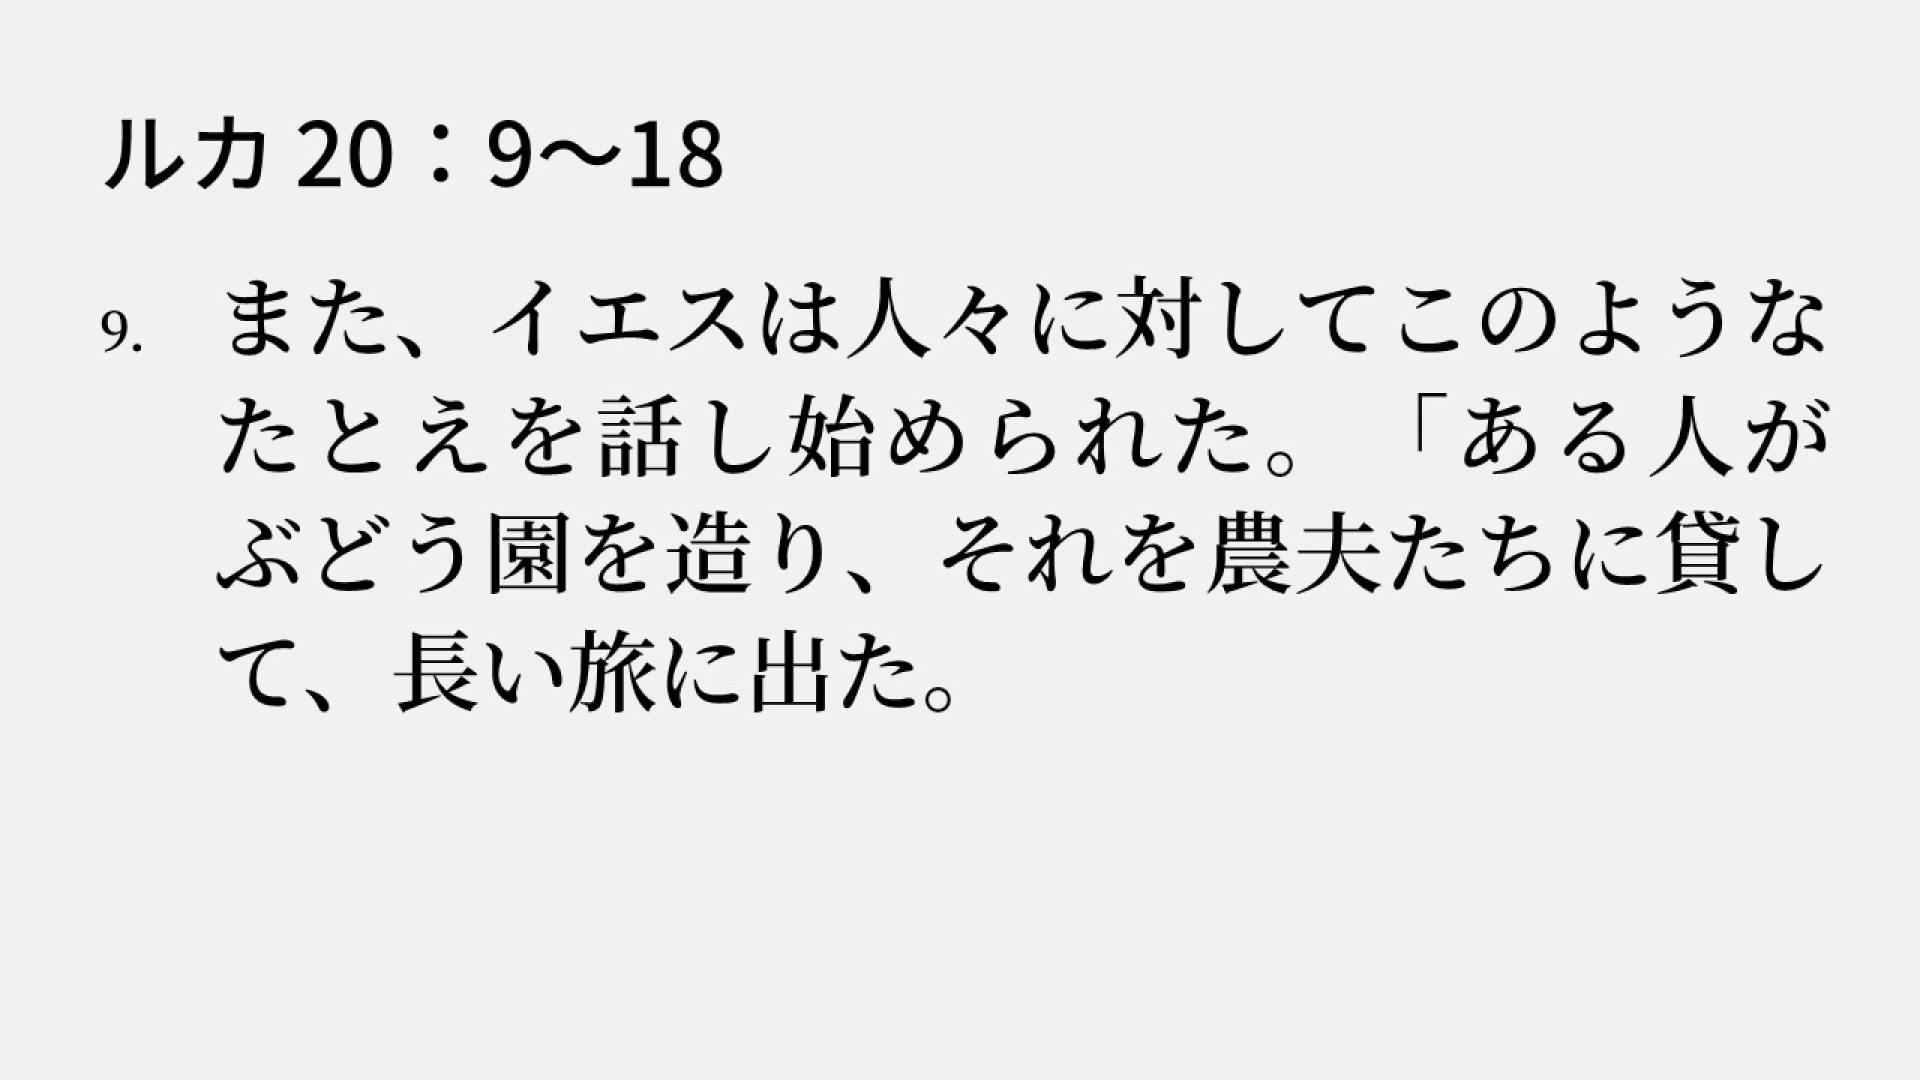 ルカ 20：9〜18
9. また、イエスは人々に対してこのような
たとえを話し始められた。「ある人が
ぶどう園を造り、それを農夫たちに貸し
て、長い旅に出た。